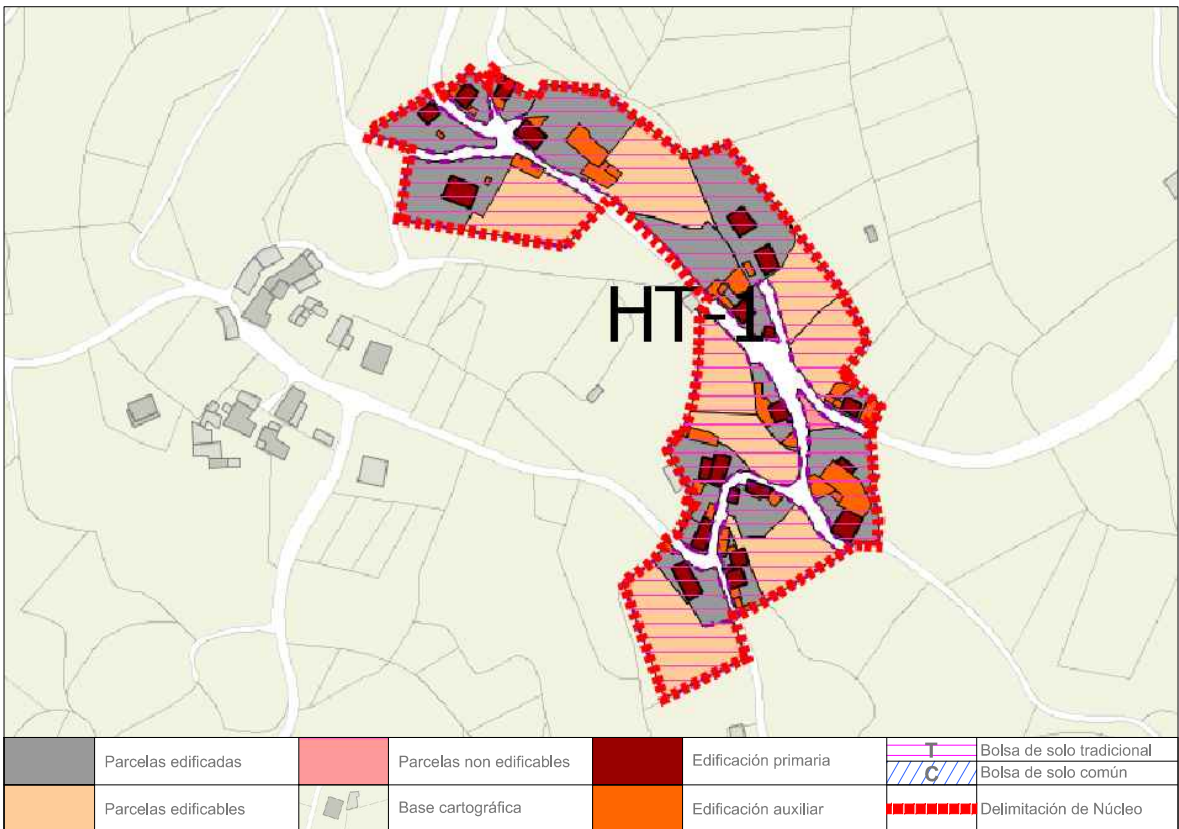 HT-1
Parcelas edificadas
Parcelas non edificables
Edificación primaria
T
Bolsa de solo tradicional
C
Bolsa de solo común
Parcelas edificables
Base cartográfica
Edificación auxiliar
Delimitación de Núcleo